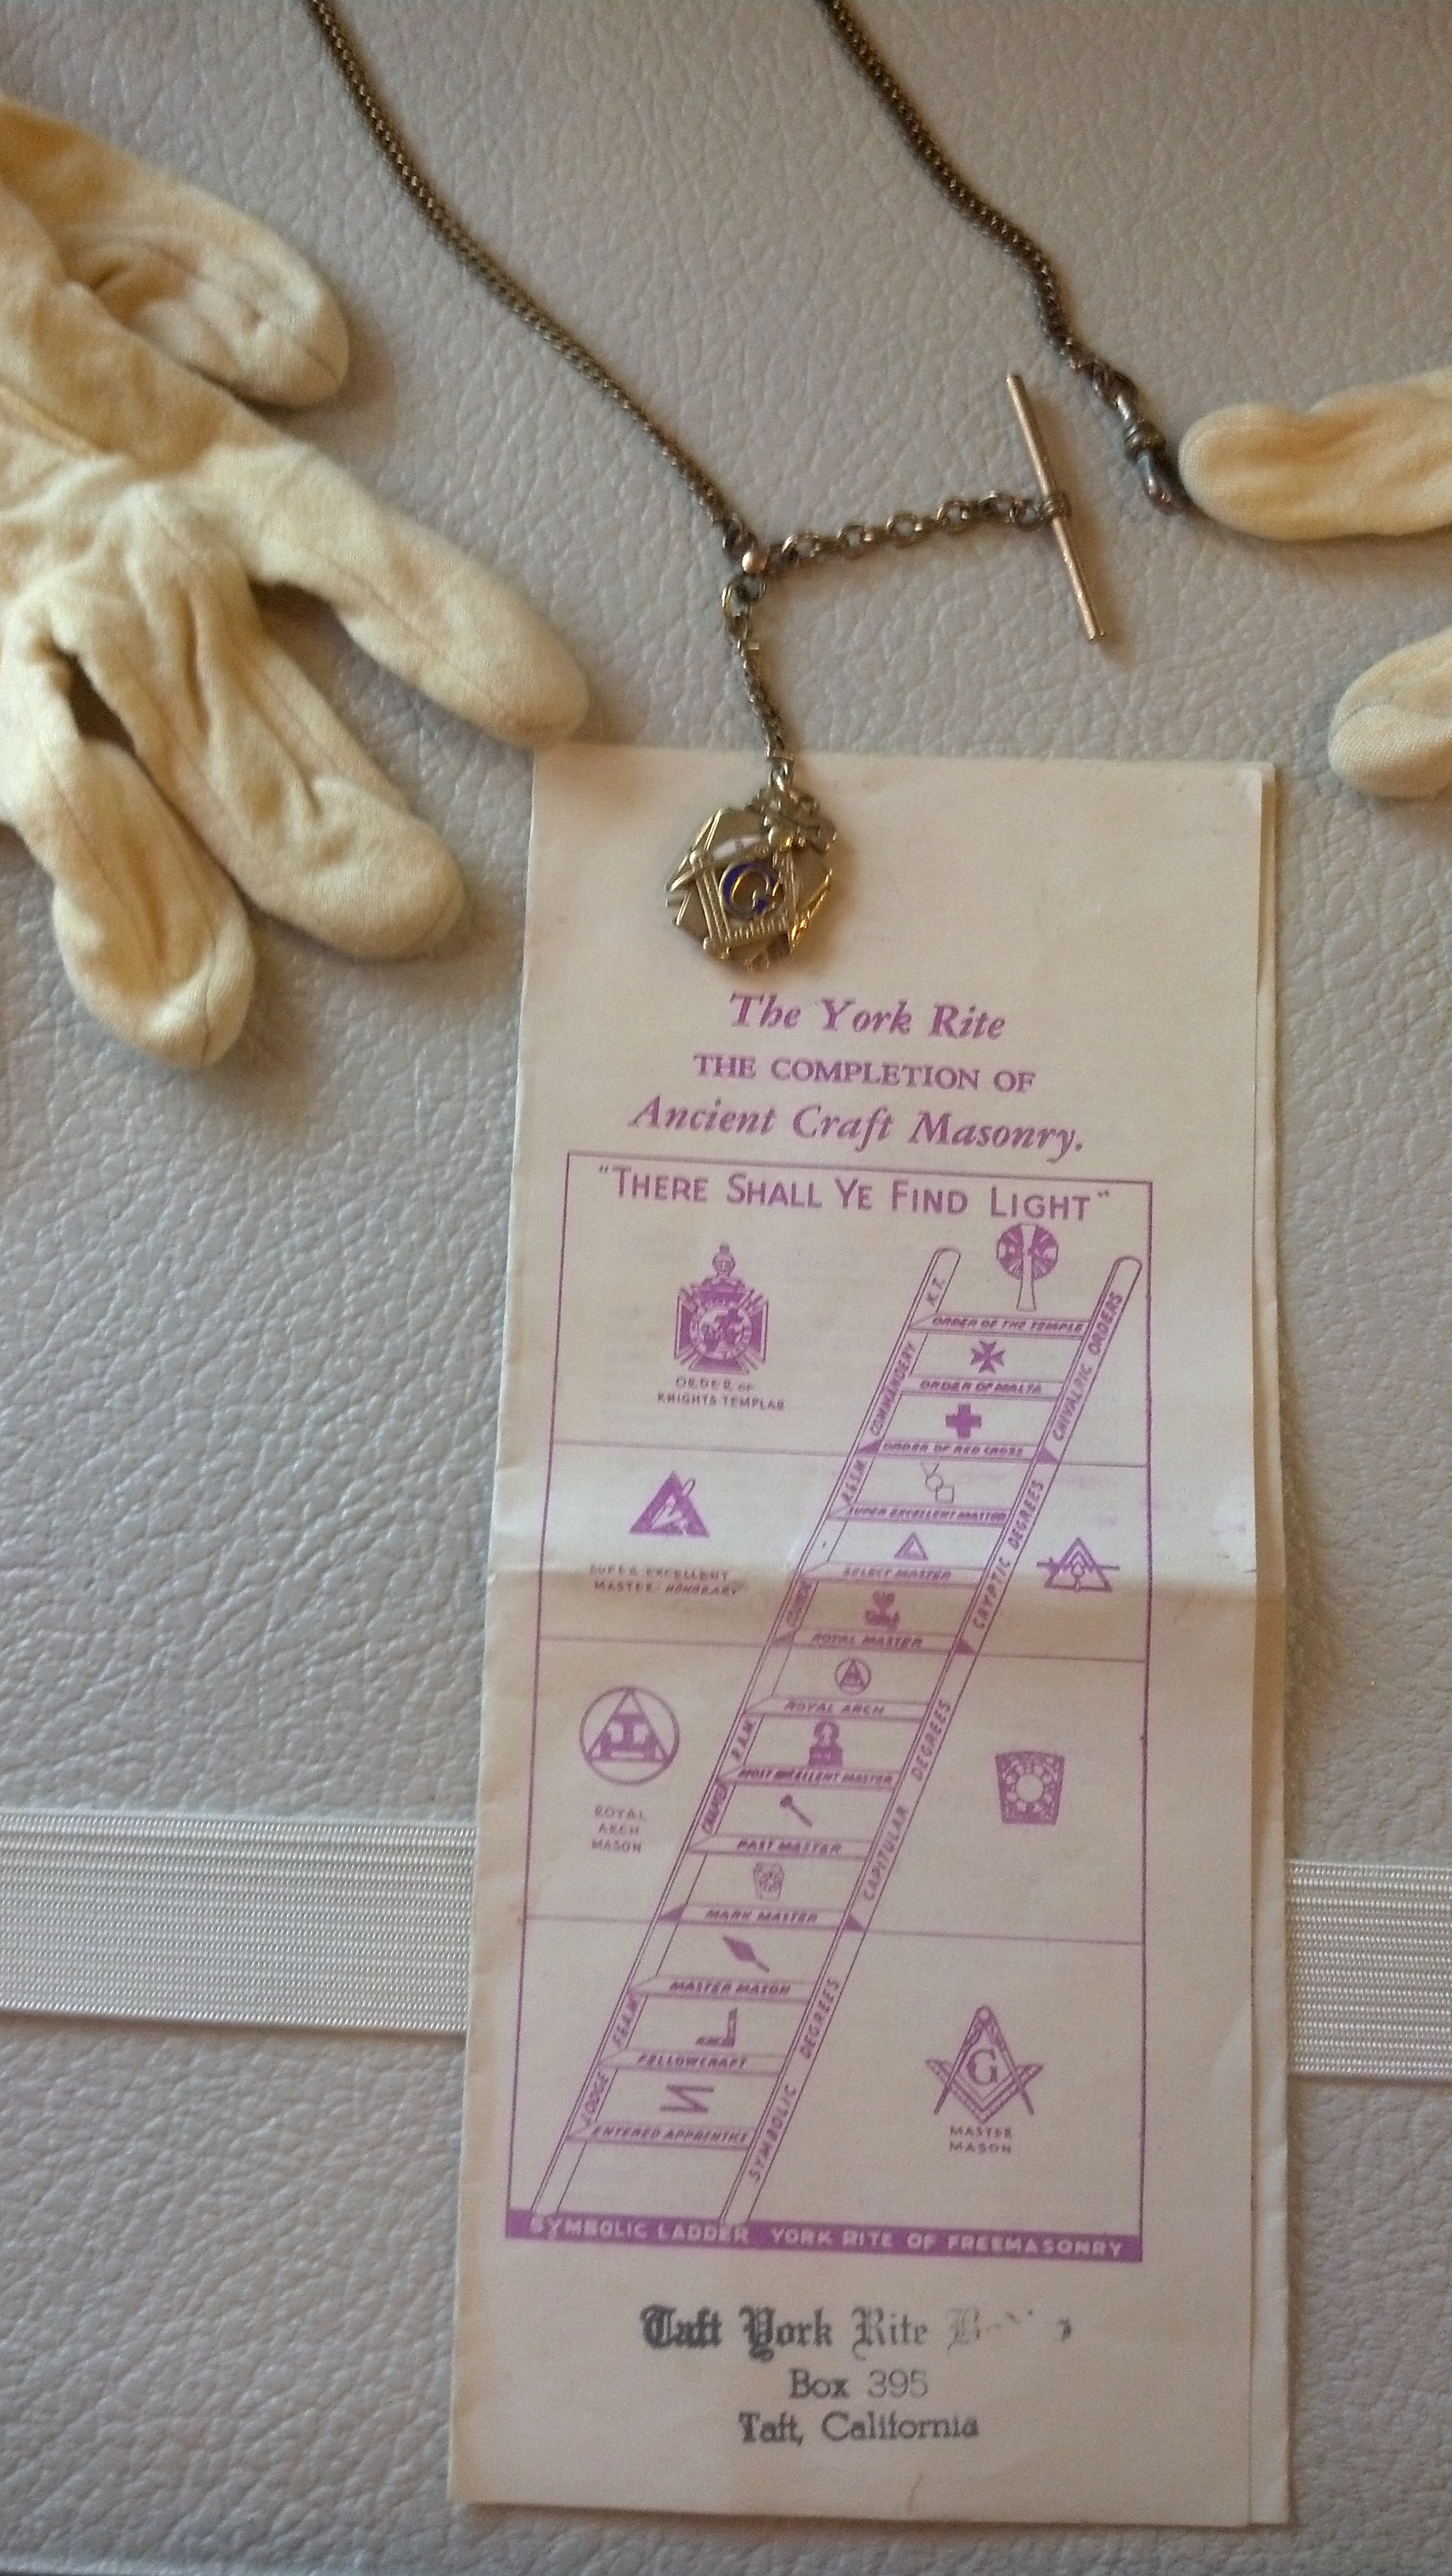 G
The York Rite
THE COMPLETION OF
Ancient Craft Masonry.
"THERE SHALL YE FIND LIGHT"
K.T.
ORDER OF THE TEMPLE
COMMANDERY
CHIVALRIC ORDERS
ORDER OF
KNIGHTS TEMPLAR
ORDER OF MALTA
ORDER OF RED CROSS
R.&S.M.
SUPER EXCELLENT MASTER
CRYPTIC DEGREES
SUPER EXCELLENT
MASTER-HONORARY
SELECT MASTER
COUNCIL
ROYAL MASTER
ROYAL ARCH
R.A.M.
MOST EXCELLENT MASTER
CAPITULAR DEGREES
ROYAL
ARCH
MASON
CHAPTER
PAST MASTER
MARK MASTER
MASTER MASON
F.&A.M.
FELLOWCRAFT
SYMBOLIC DEGREES
LODGE
ENTERED APPRENTICE
G
MASTER
MASON
SYMBOLIC LADDER YORK RITE OF FREEMASONRY
Taft York Rite
Box 395
Taft, California